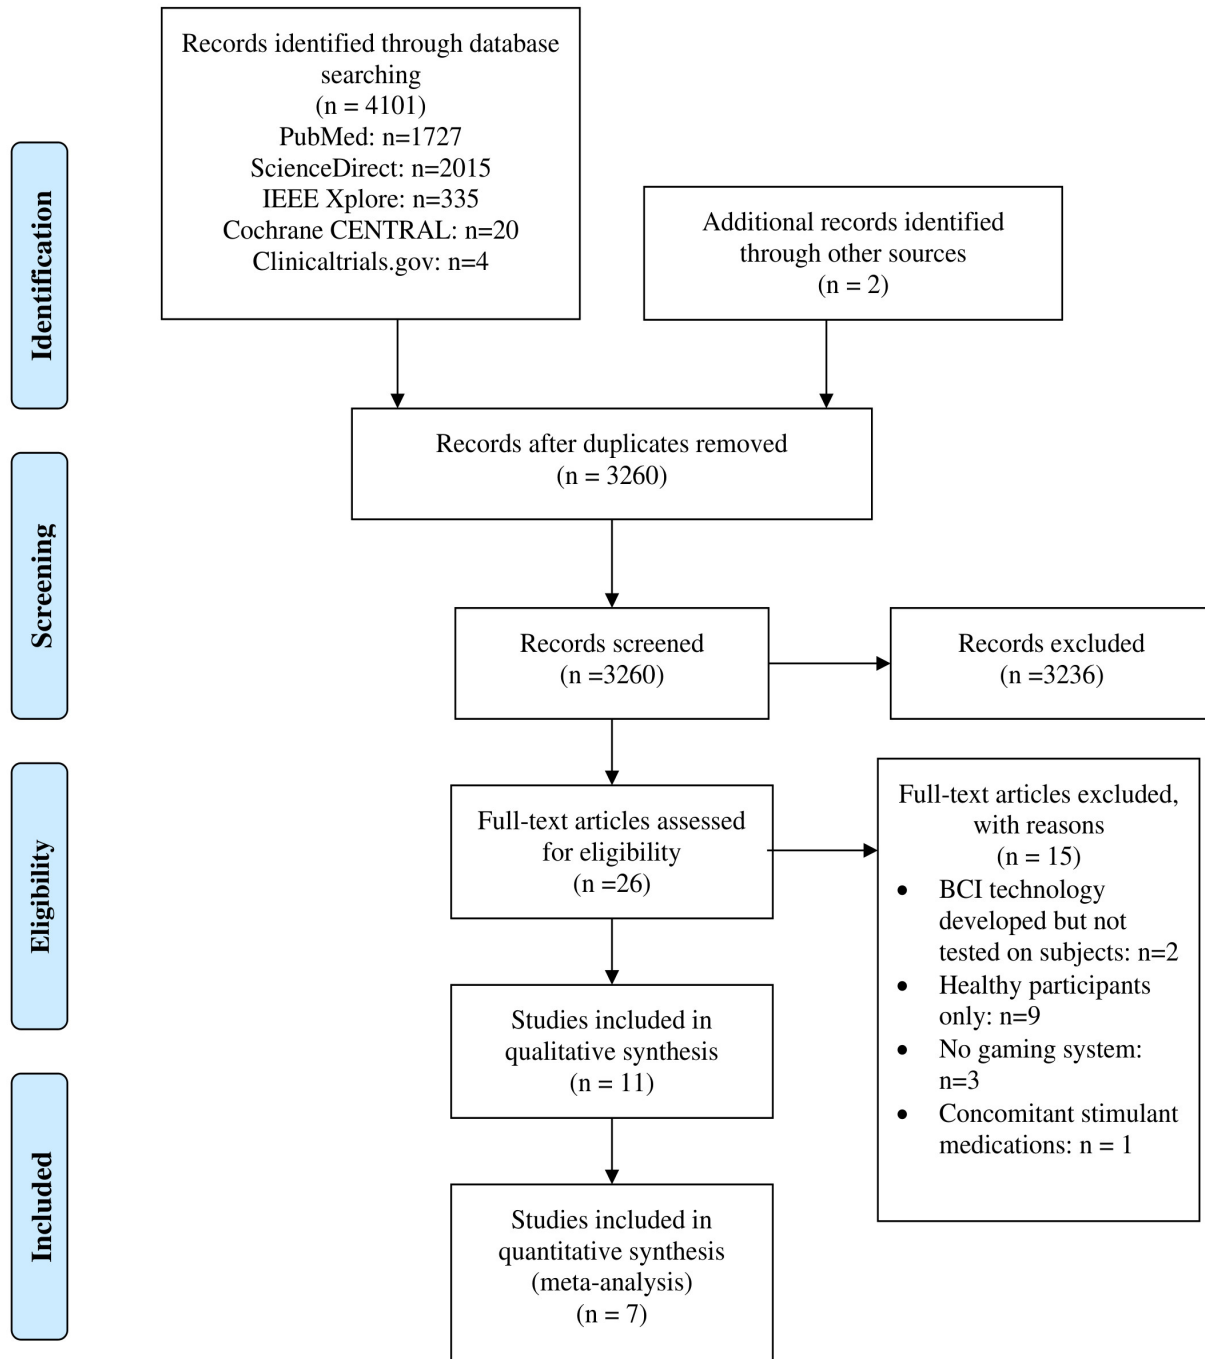 Records identified through database
searching
(n = 4101)
PubMed: n=1727
ScienceDirect: n=2015
IEEE Xplore: n=335
Cochrane CENTRAL: n=20
Clinicaltrials.gov: n=4
Additional records identified
through other sources
(n = 2)
Identification
Records after duplicates removed
(n = 3260)
Screening
Records screened
(n =3260)
Records excluded
(n =3236)
Eligibility
Full-text articles assessed
for eligibility
(n =26)
Full-text articles excluded,
with reasons
(n = 15)
• BCI technology
developed but not
tested on subjects: n=2
• Healthy participants
only: n=9
• No gaming system:
n=3
• Concomitant stimulant
medications: n = 1
Studies included in
qualitative synthesis
(n = 11)
Included
Studies included in
quantitative synthesis
(meta-analysis)
(n = 7)